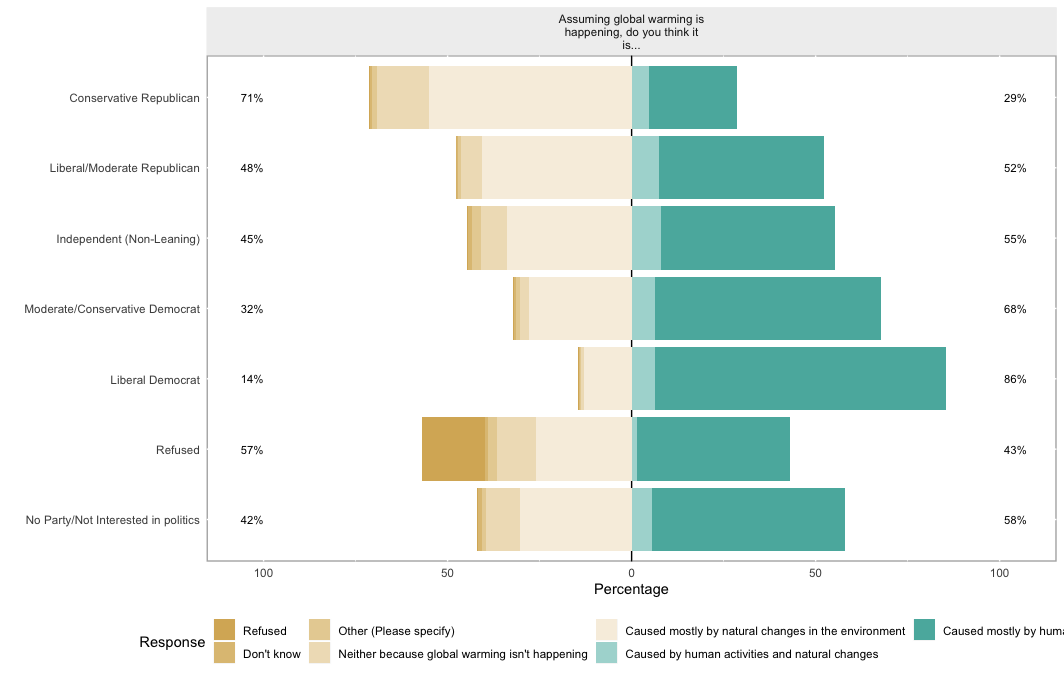 Assuming global warming is
happening, do you think it
is...
Conservative Republican 71% 29%
Liberal/Moderate Republican 48% 52%
Independent (Non-Leaning) 45% 55%
Moderate/Conservative Democrat 32% 68%
Liberal Democrat 14% 86%
Refused 57% 43%
No Party/Not Interested in politics 42% 58%
100 50 0 50 100
Percentage
Response
Refused Other (Please specify) Caused mostly by natural changes in the environment Caused mostly by
Don't know Neither because global warming isn't happening Caused by human activities and natural changes